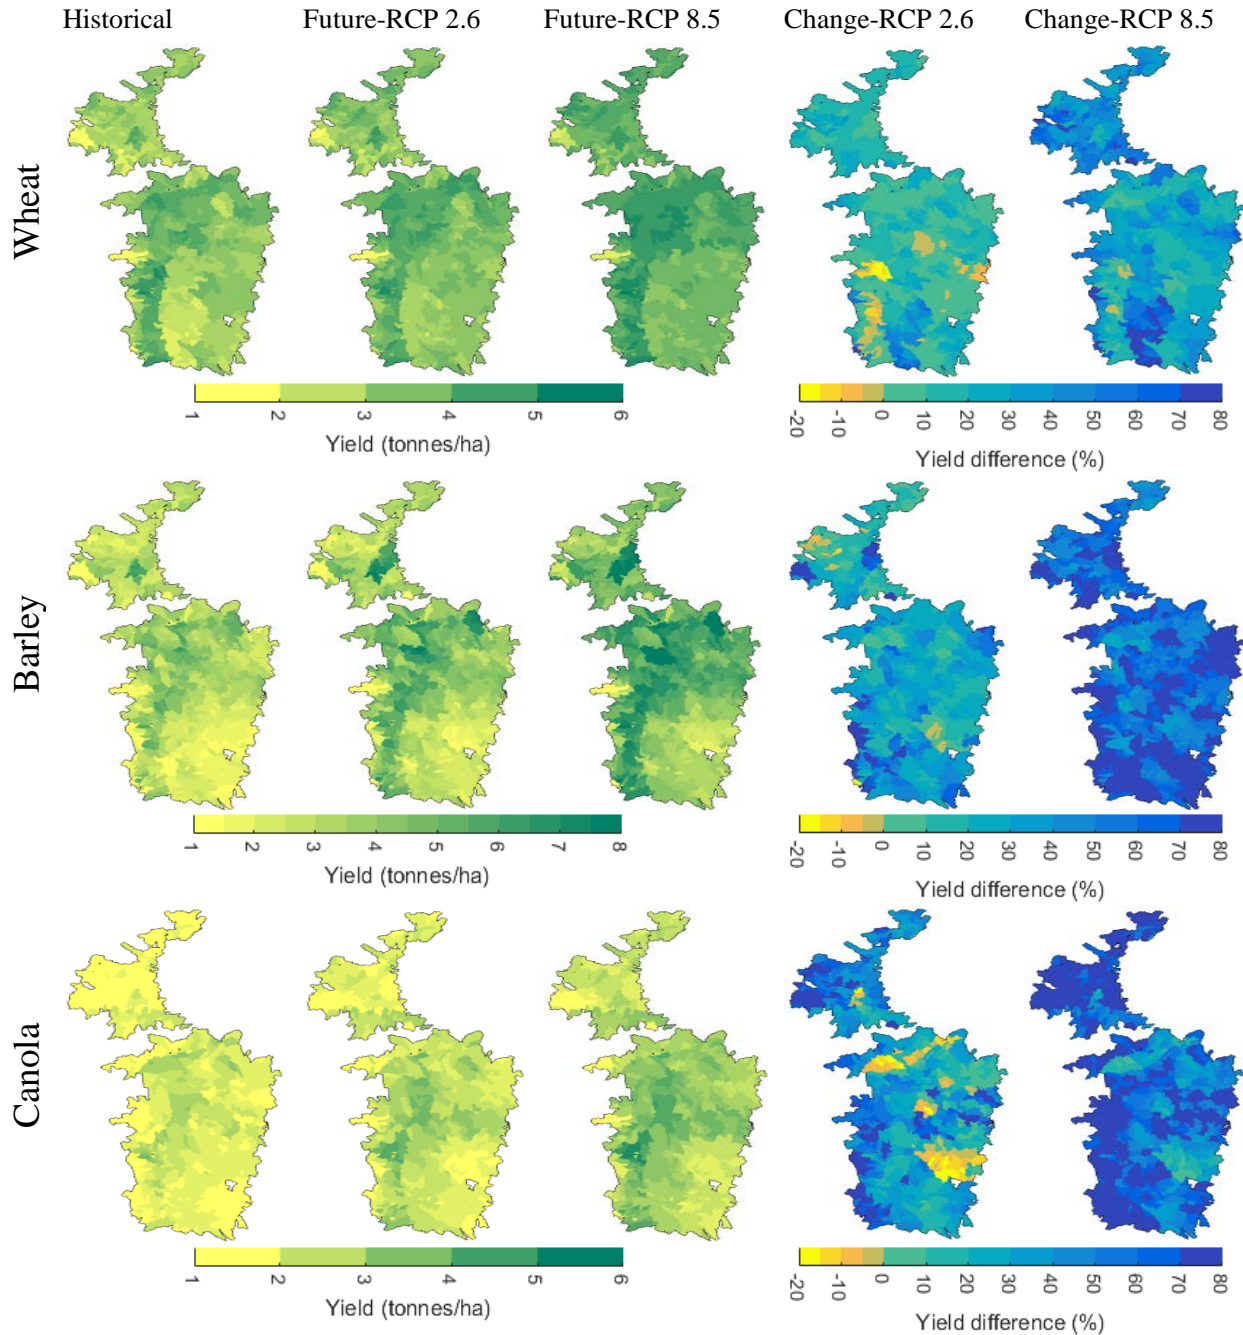 Historical
Future-RCP 2.6
Future-RCP 8.5
Change-RCP 2.6
Change-RCP 8.5
Wheat
1 2 3 4 5 6
Yield (tonnes/ha)
-20 -10 0 10 20 30 40 50 60 70 80
Yield difference (%)
Barley
1 2 3 4 5 6 7 8
Yield (tonnes/ha)
-20 -10 0 10 20 30 40 50 60 70 80
Yield difference (%)
Canola
1 2 3 4 5 6
Yield (tonnes/ha)
-20 -10 0 10 20 30 40 50 60 70 80
Yield difference (%)